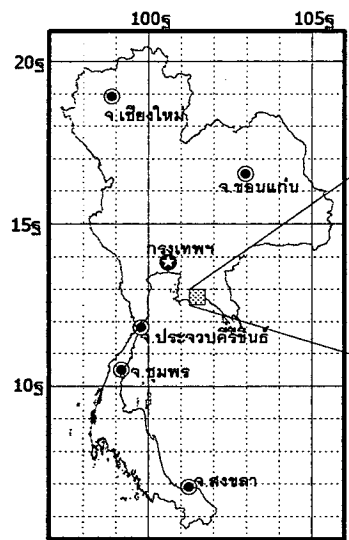 100ฐ 105ฐ
20ฐ
จ.เชียงใหม่
จ.ขอนแก่น
15ฐ
กรุงเทพฯ
จ.ประจวบคีรีขันธ์
10ฐ
จ.ชุมพร
จ.สงขลา